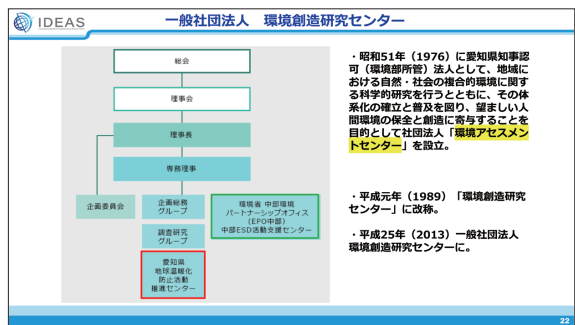 IDEAS
一般社団法人 環境創造研究センター
総会
理事会
理事長
専務理事
企画委員会
企画総務
グループ
調査研究
グループ
愛知県
地球温暖化
防止活動
推進センター
環境省 中部環境
パートナーシップオフィス
(EPO中部)
中部ESD活動支援センター
・昭和51年(1976)に愛知県知事認
可(環境部所管)法人として、地域に
おける自然・社会の複合的環境に関す
る科学的研究を行うとともに、その体
系化の確立と普及を図り、望ましい人
間環境の保全と創造に寄与することを
目的として社団法人「環境アセスメン
トセンター」を設立。
・平成元年(1989)「環境創造研究
センター」に改称。
・平成25年(2013)一般社団法人
環境創造研究センターに。
22